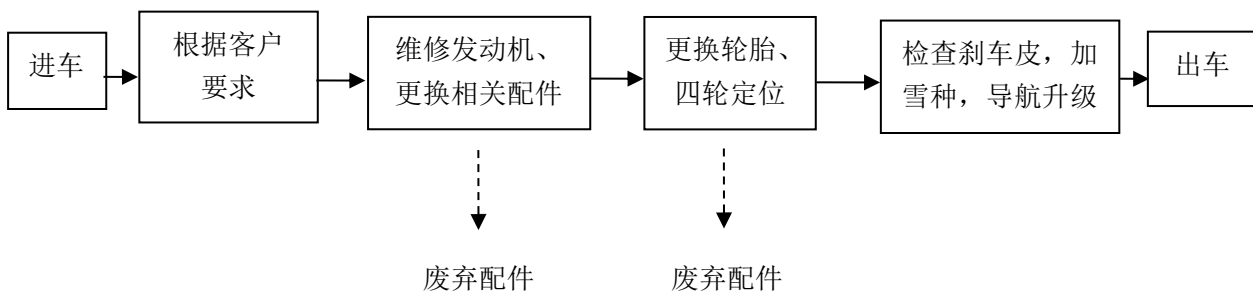 进车
根据客户
要求
维修发动机、
更换相关配件
更换轮胎、
四轮定位
检查刹车皮，加
雪种，导航升级
出车
废弃配件
废弃配件